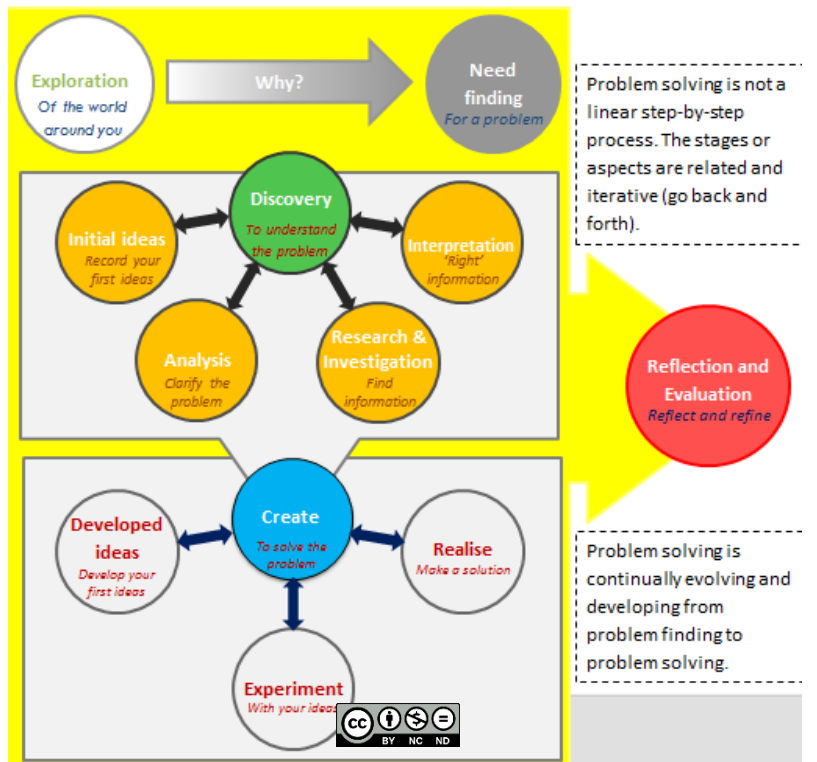 Exploration
Of the world
around you
Why?
Need
finding
For a problem
Problem solving is not a
linear step-by-step
process. The stages or
aspects are related and
iterative (go back and
forth).
Discovery
To understand
the problem
Initial ideas
Record your
first ideas
Interpretation
‘Right’
information
Analysis
Clarify the
problem
Research &
Investigation
Find
information
Reflection and
Evaluation
Reflect and refine
Create
To solve the
problem
Developed
ideas
Develop your
first ideas
Realise
Make a solution
Experiment
With your ideas
Problem solving is
continually evolving and
developing from
problem finding to
problem solving.
cc
BY NC ND